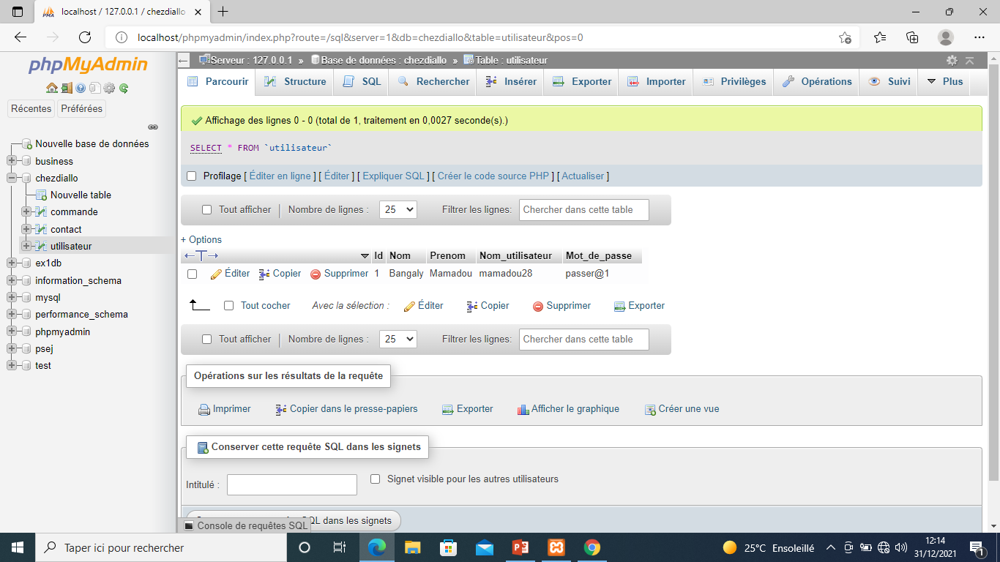 localhost / 127.0.0.1 / chezdiallo
localhost/phpmyadmin/index.php?route=/sql&server=1&db=chezdiallo&table=utilisateur&pos=0
phpMyAdmin
Récentes Préférées
Nouvelle base de données
business
chezdiallo
Nouvelle table
commande
contact
utilisateur
ex1db
information_schema
mysql
performance_schema
phpmyadmin
psej
test
Serveur : 127.0.0.1 » Base de données : chezdiallo » Table : utilisateur
Parcourir Structure SQL Rechercher Insérer Exporter Importer Privilèges Opérations Suivi Plus
Affichage des lignes 0 - 0 (total de 1, traitement en 0,0027 seconde(s).)
SELECT * FROM `utilisateur`
Profilage [ Éditer en ligne ] [ Éditer ] [ Expliquer SQL ] [ Créer le code source PHP ] [ Actualiser ]
Tout afficher Nombre de lignes : 25 Filtrer les lignes: Chercher dans cette table
+ Options
Id Nom Prenom Nom_utilisateur Mot_de_passe
Éditer Copier Supprimer 1 Bangaly Mamadou mamadou28 passer@1
Tout cocher Avec la sélection : Éditer Copier Supprimer Exporter
Tout afficher Nombre de lignes : 25 Filtrer les lignes: Chercher dans cette table
Opérations sur les résultats de la requête
Imprimer Copier dans le presse-papiers Exporter Afficher le graphique Créer une vue
Conserver cette requête SQL dans les signets
Intitulé : Signet visible pour les autres utilisateurs
SQL dans les signets
Console de requêtes SQL
Taper ici pour rechercher
25°C Ensoleillé
12:14
31/12/2021
1